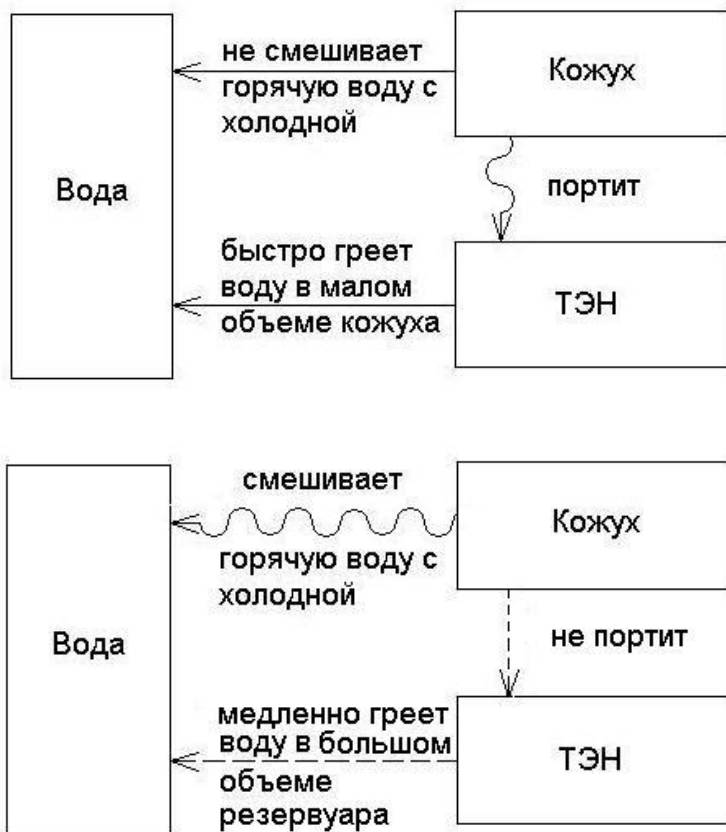 не смешивает
горячую воду с
холодной
Кожух
Вода
портит
быстро греет
воду в малом
объеме кожуха
ТЭН
смешивает
горячую воду с
холодной
Кожух
Вода
не портит
медленно греет
воду в большом
объеме
резервуара
ТЭН